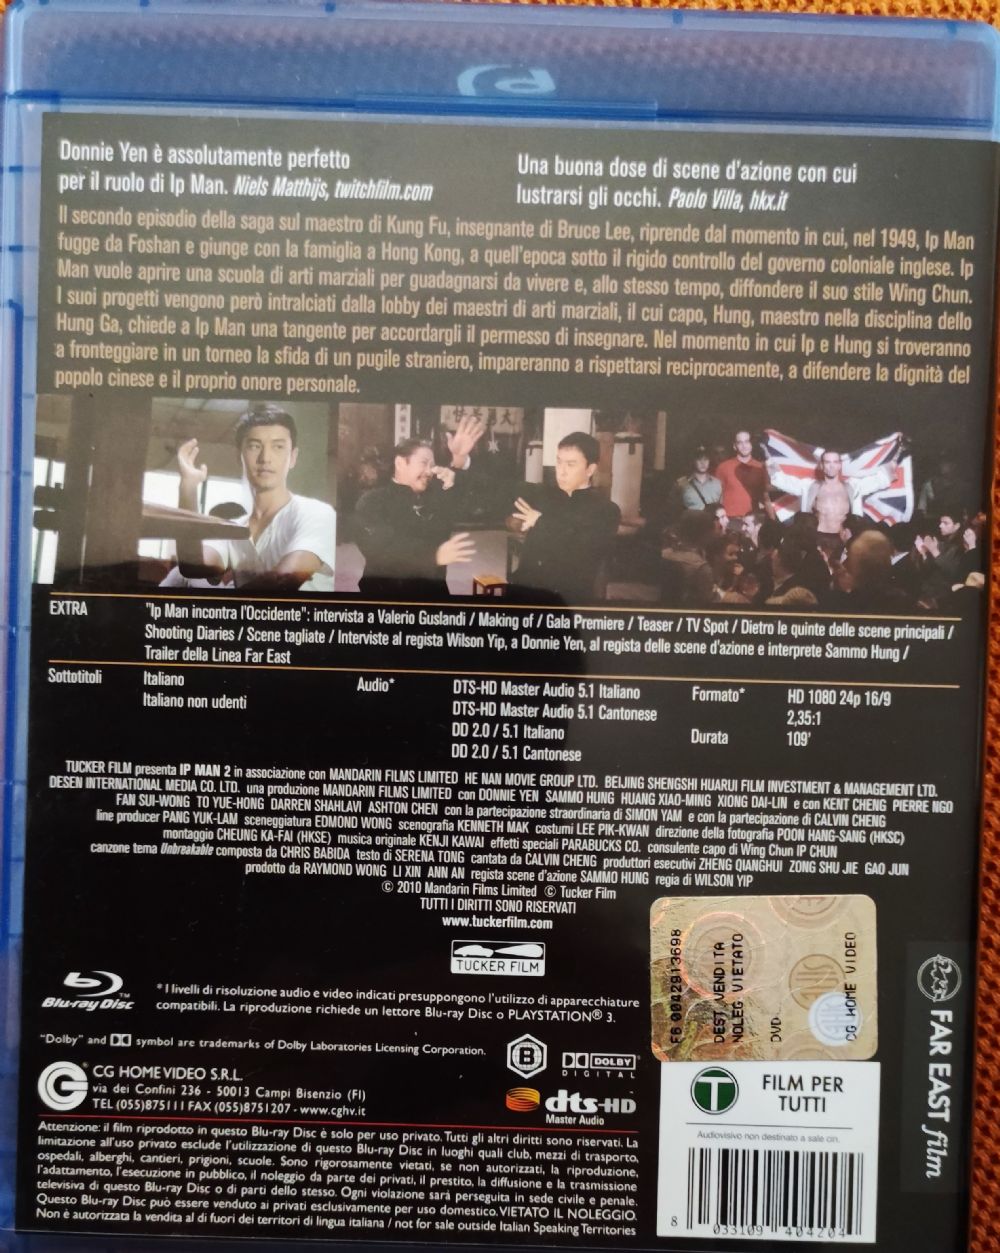 Donnie Yen è assolutamente perfetto
per il ruolo di Ip Man. Niels Matthijs, twitchfilm.com
Una buona dose di scene d'azione con cui
lustrarsi gli occhi. Paolo Villa, hkx.it
Il secondo episodio della saga sul maestro di Kung Fu, insegnante di Bruce Lee, riprende dal momento in cui, nel 1949, Ip Man
fugge da Foshan e giunge con la famiglia a Hong Kong, a quell'epoca sotto il rigido controllo del governo coloniale inglese. Ip
Man vuole aprire una scuola di arti marziali per guadagnarsi da vivere e, allo stesso tempo, diffondere il suo stile Wing Chun.
I suoi progetti vengono però intralciati dalla lobby dei maestri di arti marziali, il cui capo, Hung, maestro nella disciplina dello
Hung Ga, chiede a Ip Man una tangente per accordargli il permesso di insegnare. Nel momento in cui Ip e Hung si troveranno
a fronteggiare in un torneo la sfida di un pugile straniero, impareranno a rispettarsi reciprocamente, a difendere la dignità del
popolo cinese e il proprio onore personale.
EXTRA
"Ip Man incontra l'Occidente": intervista a Valerio Guslandi / Making of / Gala Premiere / Teaser / TV Spot / Dietro le quinte delle scene principali /
Shooting Diaries / Scene tagliate / Interviste al regista Wilson Yip, a Donnie Yen, al regista delle scene d'azione e interprete Sammo Hung /
Trailer della Linea Far East
Sottotitoli
Italiano
Italiano non udenti
Audio*
DTS-HD Master Audio 5.1 Italiano
DTS-HD Master Audio 5.1 Cantonese
DD 2.0 / 5.1 Italiano
DD 2.0 / 5.1 Cantonese
Formato*
HD 1080 24p 16/9
2,35:1
Durata
109'
TUCKER FILM presenta IP MAN 2 in associazione con MANDARIN FILMS LIMITED HE NAN MOVIE GROUP LTD. BEIJING SHENGSHI HUARUI FILM INVESTMENT & MANAGEMENT LTD.
DESEN INTERNATIONAL MEDIA CO. LTD. una produzione MANDARIN FILMS LIMITED con DONNIE YEN SAMMO HUNG HUANG XIAO-MING XIONG DAI-LIN e con KENT CHENG PIERRE NGO
FAN SUI-WONG TO YUE-HONG DARREN SHAHLAVI ASHTON CHEN con la partecipazione straordinaria di SIMON YAM e con la partecipazione di CALVIN CHENG
line producer PANG YUK-LAM sceneggiatura EDMOND WONG scenografia KENNETH MAK costumi LEE PIK-KWAN direzione della fotografia POON HANG-SANG (HKSC)
montaggio CHEUNG KA-FAI (HKSE) musica originale KENJI KAWAI effetti speciali PARABUCKS CO. consulente capo di Wing Chun IP CHUN
canzone tema Unbreakable composta da CHRIS BABIDA testo di SERENA TONG cantata da CALVIN CHENG produttori esecutivi ZHENG QIANGHUI ZONG SHU JIE GAO JUN
prodotto da RAYMOND WONG LI XIN ANN AN regista scene d'azione SAMMO HUNG regia di WILSON YIP
© 2010 Mandarin Films Limited © Tucker Film
TUTTI I DIRITTI SONO RISERVATI
www.tuckerfilm.com
TUCKER FILM
Blu-ray Disc™
*I livelli di risoluzione audio e video indicati presuppongono l'utilizzo di apparecchiature
compatibili. La riproduzione richiede un lettore Blu-ray Disc o PLAYSTATION® 3.
"Dolby" and symbol are trademarks of Dolby Laboratories Licensing Corporation.
CG HOMEVIDEO S.R.L.
via dei Confini 236 - 50013 Campi Bisenzio (FI)
TEL (055)875111 FAX (055)8751207 - www.cghv.it
B
DOLBY
DIGITAL
dts-HD
Master Audio
Attenzione: il film riprodotto in questo Blu-ray Disc è solo per uso privato. Tutti gli altri diritti sono riservati. La
limitazione all'uso privato esclude l'utilizzazione di questo Blu-ray Disc in luoghi quali club, mezzi di trasporto,
ospedali, alberghi, cantieri, prigioni, scuole. Sono rigorosamente vietati, se non autorizzati, la riproduzione,
l'adattamento, l'esecuzione in pubblico, il noleggio da parte dei privati, il prestito, la diffusione e la trasmissione
televisiva di questo Blu-ray Disc o di parti dello stesso. Ogni violazione sarà perseguita in sede civile e penale.
Questo Blu-ray Disc può essere venduto ai privati esclusivamente per uso domestico. VIETATO IL NOLEGGIO.
Non è autorizzata la vendita al di fuori dei territori di lingua italiana / not for sale outside Italian Speaking Territories
F6 0042913698
DEST.VENDITA
NOLEG VIETATO
DVD
CG HOME VIDEO
T
FILM PER
TUTTI
Audiovisivo non destinato a sale cin.
8 033109 404204
FAR EAST film